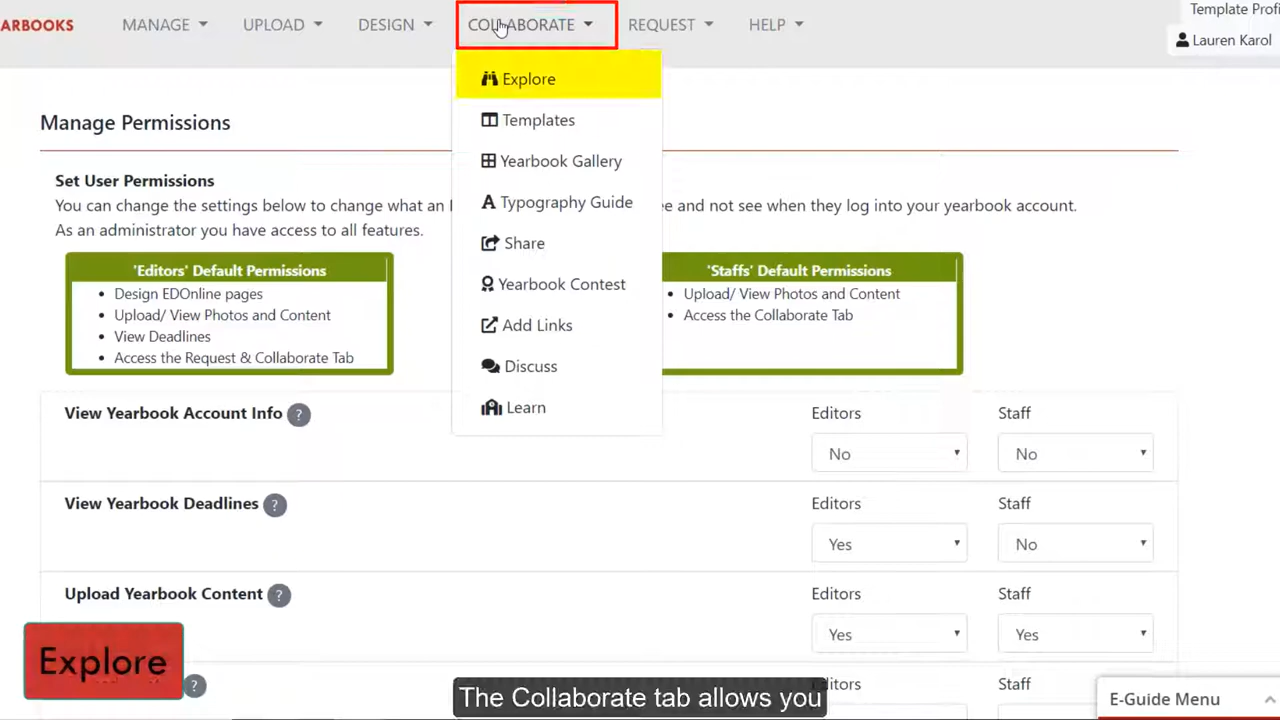 ARBOOKS MANAGE UPLOAD DESIGN COLLABORATE REQUEST HELP
Template Profi
Lauren Karol
Explore
Templates
Yearbook Gallery
Typography Guide
Share
Yearbook Contest
Add Links
Discuss
Learn
Manage Permissions
Set User Permissions
You can change the settings below to change what an e and not see when they log into your yearbook account.
As an administrator you have access to all features.
'Editors' Default Permissions
• Design EDOnline pages
• Upload/ View Photos and Content
• View Deadlines
• Access the Request & Collaborate Tab
'Staffs' Default Permissions
• Upload/ View Photos and Content
• Access the Collaborate Tab
View Yearbook Account Info ? Editors Staff
No No
View Yearbook Deadlines ? Editors Staff
Yes No
Upload Yearbook Content ? Editors Staff
Yes Yes
Explore
? ditors Staff
The Collaborate tab allows you
E-Guide Menu